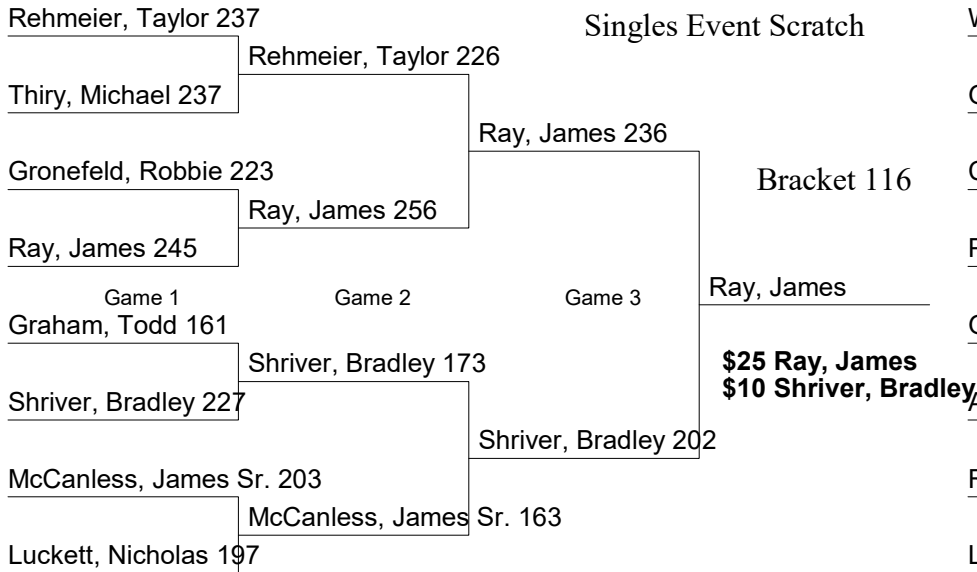 Rehmeier, Taylor 237
Singles Event Scratch
Rehmeier, Taylor 226
Thiry, Michael 237
Ray, James 236
Gronefeld, Robbie 223
Bracket 116
Ray, James 256
Ray, James 245
Game 1
Game 2
Game 3
Ray, James
Graham, Todd 161
Shriver, Bradley 173
$25 Ray, James
$10 Shriver, Bradley
Shriver, Bradley 227
Shriver, Bradley 202
McCanless, James Sr. 203
McCanless, James Sr. 163
Luckett, Nicholas 197